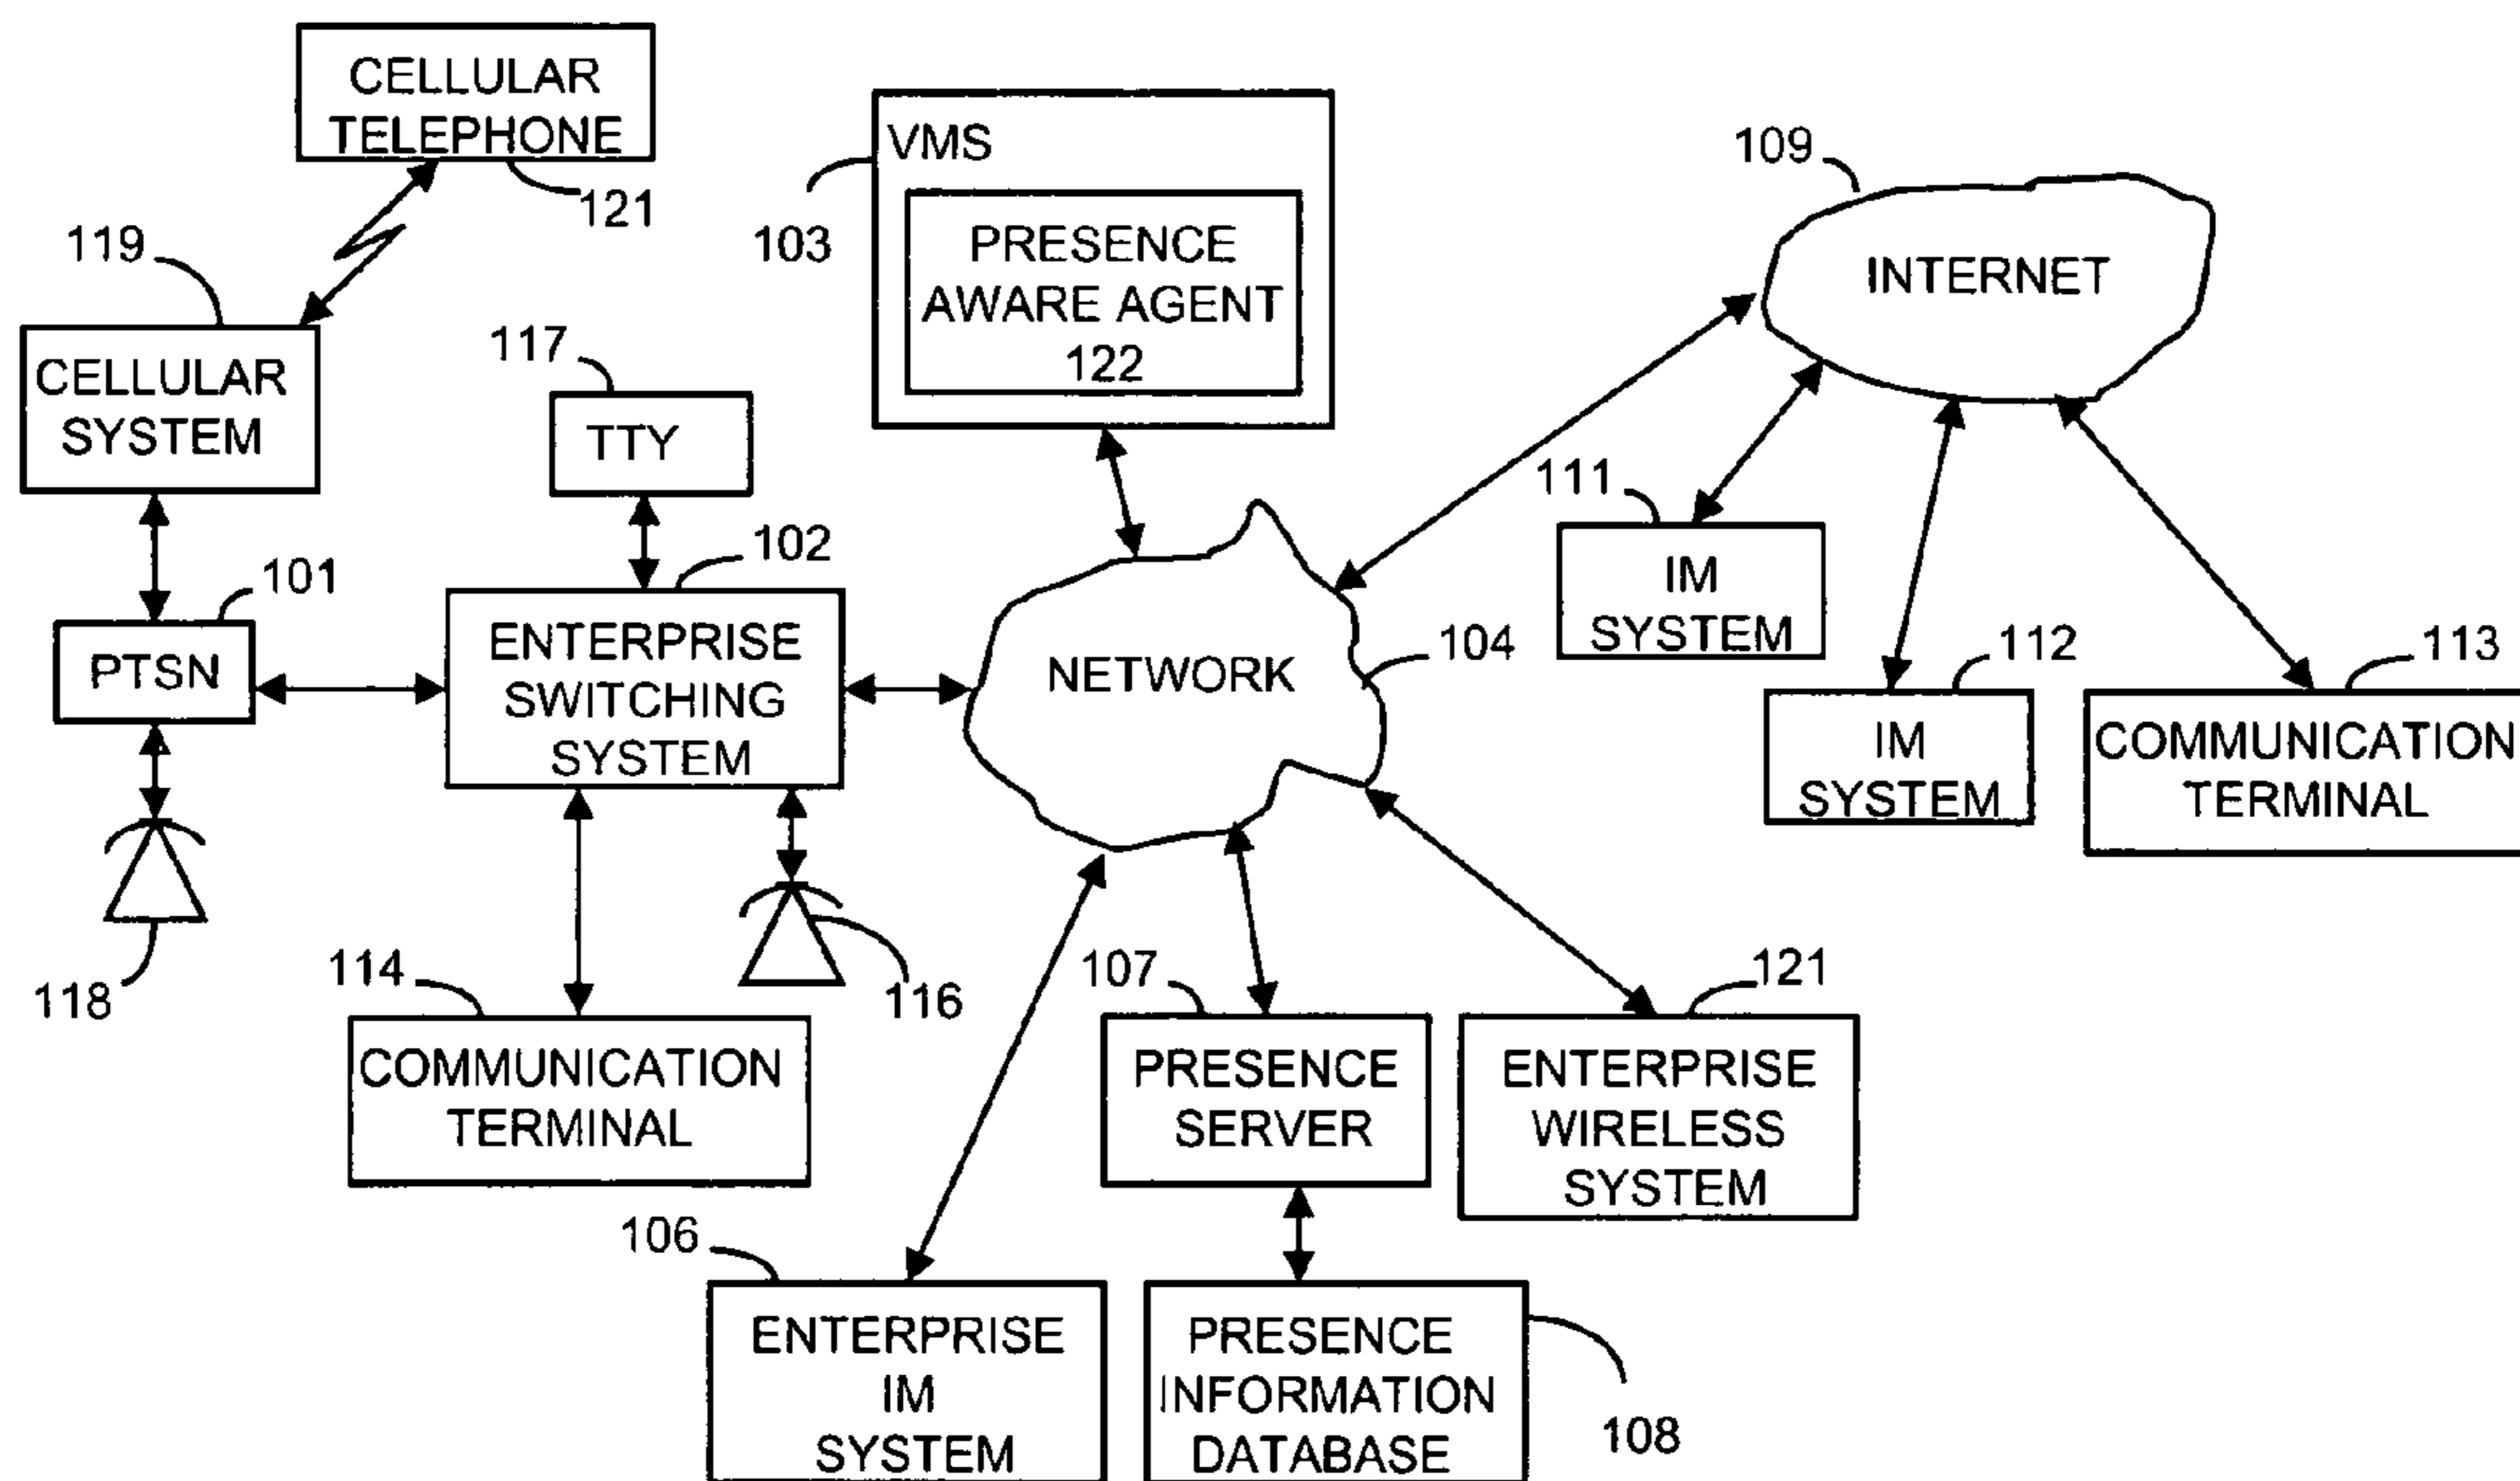 CELLULAR
TELEPHONE
121
119
CELLULAR
SYSTEM
117
TTY
VMS
103
PRESENCE
AWARE AGENT
122
109
INTERNET
101
PTSN
102
ENTERPRISE
SWITCHING
SYSTEM
NETWORK
104
111
IM
SYSTEM
112
IM
SYSTEM
113
COMMUNICATION
TERMINAL
118
114
COMMUNICATION
TERMINAL
116
107
PRESENCE
SERVER
121
ENTERPRISE
WIRELESS
SYSTEM
106
ENTERPRISE
IM
SYSTEM
PRESENCE
INFORMATION
DATABASE
108